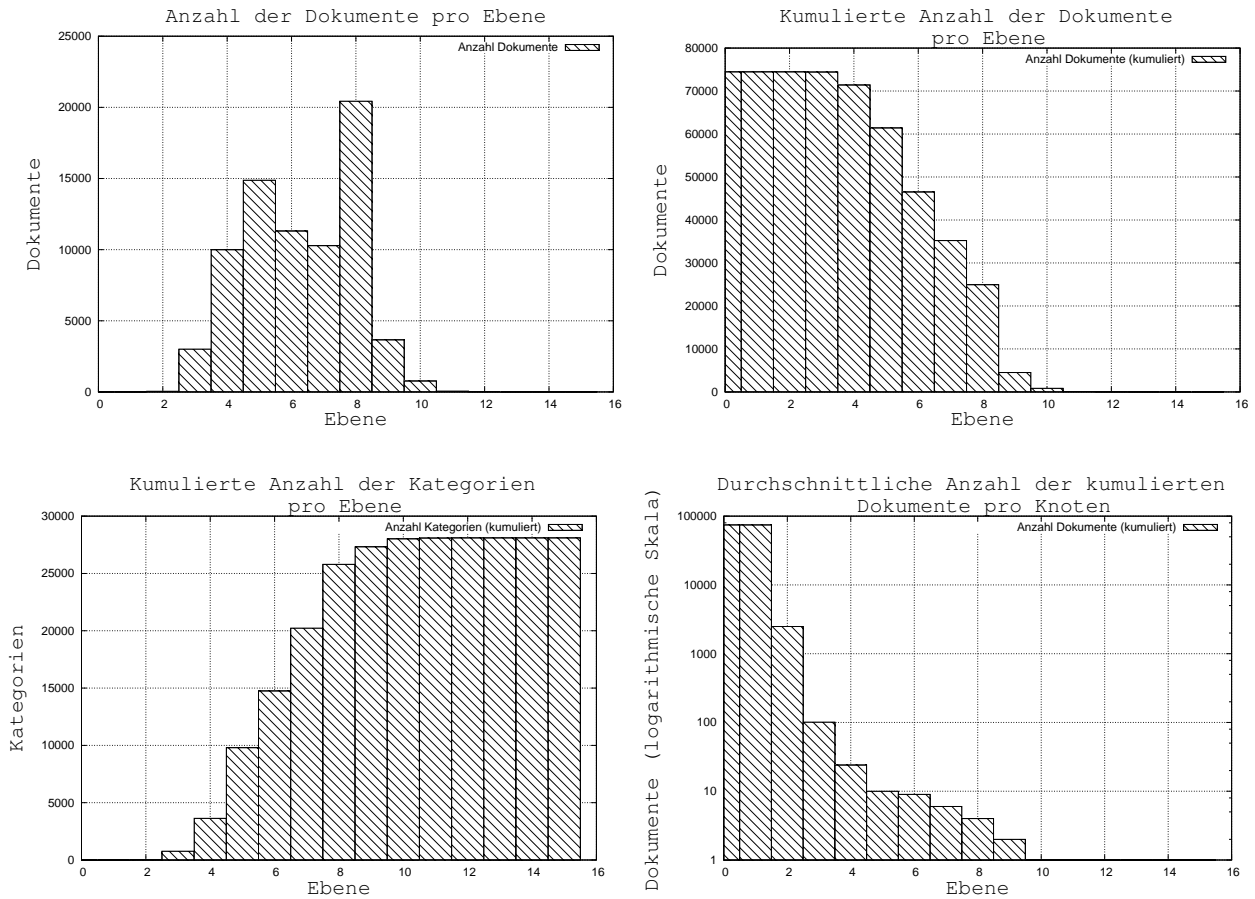 Anzahl der Dokumente pro Ebene
Anzahl Dokumente
25000
20000
15000
10000
5000
0
Dokumente
0 2 4 6 8 10 12 14 16
Ebene
Kumulierte Anzahl der Dokumente
pro Ebene
Anzahl Dokumente (kumuliert)
80000
70000
60000
50000
40000
30000
20000
10000
0
Dokumente
0 2 4 6 8 10 12 14 16
Ebene
Kumulierte Anzahl der Kategorien
pro Ebene
Anzahl Kategorien (kumuliert)
30000
25000
20000
15000
10000
5000
0
Kategorien
0 2 4 6 8 10 12 14 16
Ebene
Durchschnittliche Anzahl der kumulierten
Dokumente pro Knoten
Anzahl Dokumente (kumuliert)
100000
10000
1000
100
10
1
Dokumente (logarithmische Skala)
0 2 4 6 8 10 12 14 16
Ebene